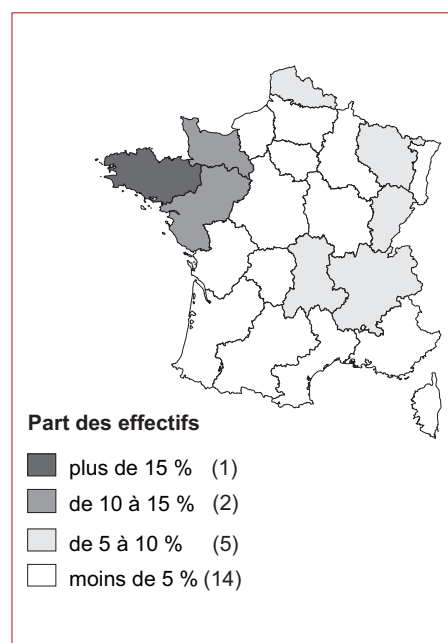 Part des effectifs
plus de 15 % (1)
de 10 à 15 % (2)
de 5 à 10 % (5)
moins de 5 % (14)